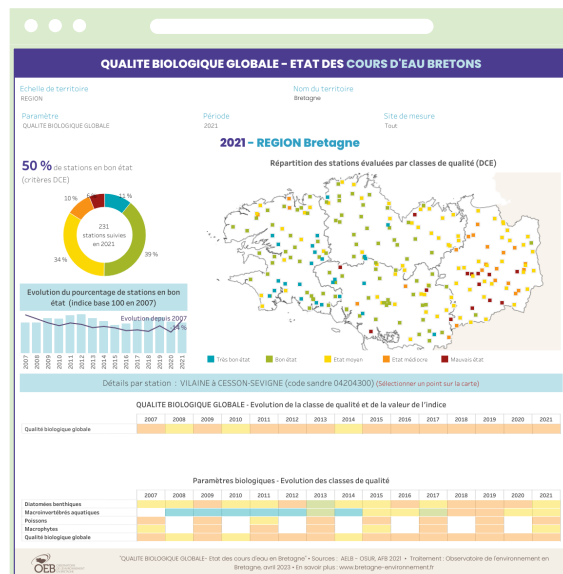 QUALITE BIOLOGIQUE GLOBALE - ETAT DES COURS D'EAU BRETONS
Echelle de territoire
REGION
Nom du territoire
Bretagne
Paramètre
QUALITE BIOLOGIQUE GLOBALE
Période
2021
Site de mesure
Tout
2021 - REGION Bretagne
50 % de stations en bon état
(critères DCE)
Répartition des stations évaluées par classes de qualité (DCE)
10 %
11 %
231
stations suivies
en 2021
34 %
39 %
Evolution du pourcentage de stations en bon
état (indice base 100 en 2007)
Evolution depuis 2007
2007 2008 2009 2010 2011 2012 2013 2014 2015 2016 2017 2018 2019 2020 2021
Très bon état
Bon état
Etat moyen
Etat médiocre
Mauvais état
Détails par station : VILAINE à CESSON-SEVIGNE (code sandre 04204300) (Sélectionner un point sur la carte)
QUALITE BIOLOGIQUE GLOBALE - Evolution de la classe de qualité et de la valeur de l'indice
2007 2008 2009 2010 2011 2012 2013 2014 2015 2016 2017 2018 2019 2020 2021
Qualité biologique globale
Paramètres biologiques - Evolution des classes de qualité
2007 2008 2009 2010 2011 2012 2013 2014 2015 2016 2017 2018 2019 2020 2021
Diatomées benthiques
Macroinvertébrés aquatiques
Poissons
Macrophytes
Qualité biologique globale
OEB
"QUALITE BIOLOGIQUE GLOBALE- Etat des cours d'eau en Bretagne" • Sources : AELB - OSUR, AFB 2021 • Traitement : Observatoire de l'environnement en
Bretagne, avril 2023 • En savoir plus : www.bretagne-environnement.fr